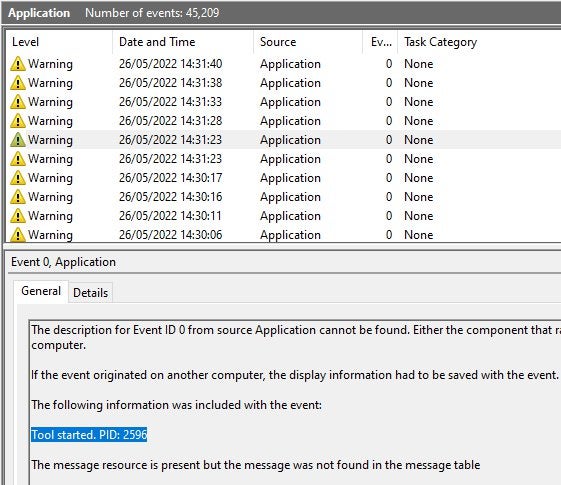 Application Number of events: 45,209
Level Date and Time Source Ev... Task Category
Warning 26/05/2022 14:31:40 Application 0 None
Warning 26/05/2022 14:31:38 Application 0 None
Warning 26/05/2022 14:31:33 Application 0 None
Warning 26/05/2022 14:31:28 Application 0 None
Warning 26/05/2022 14:31:23 Application 0 None
Warning 26/05/2022 14:31:23 Application 0 None
Warning 26/05/2022 14:30:17 Application 0 None
Warning 26/05/2022 14:30:16 Application 0 None
Warning 26/05/2022 14:30:11 Application 0 None
Warning 26/05/2022 14:30:06 Application 0 None
Event 0, Application
General Details
The description for Event ID 0 from source Application cannot be found. Either the component that ra
computer.
If the event originated on another computer, the display information had to be saved with the event.
The following information was included with the event:
Tool started. PID: 2596
The message resource is present but the message was not found in the message table